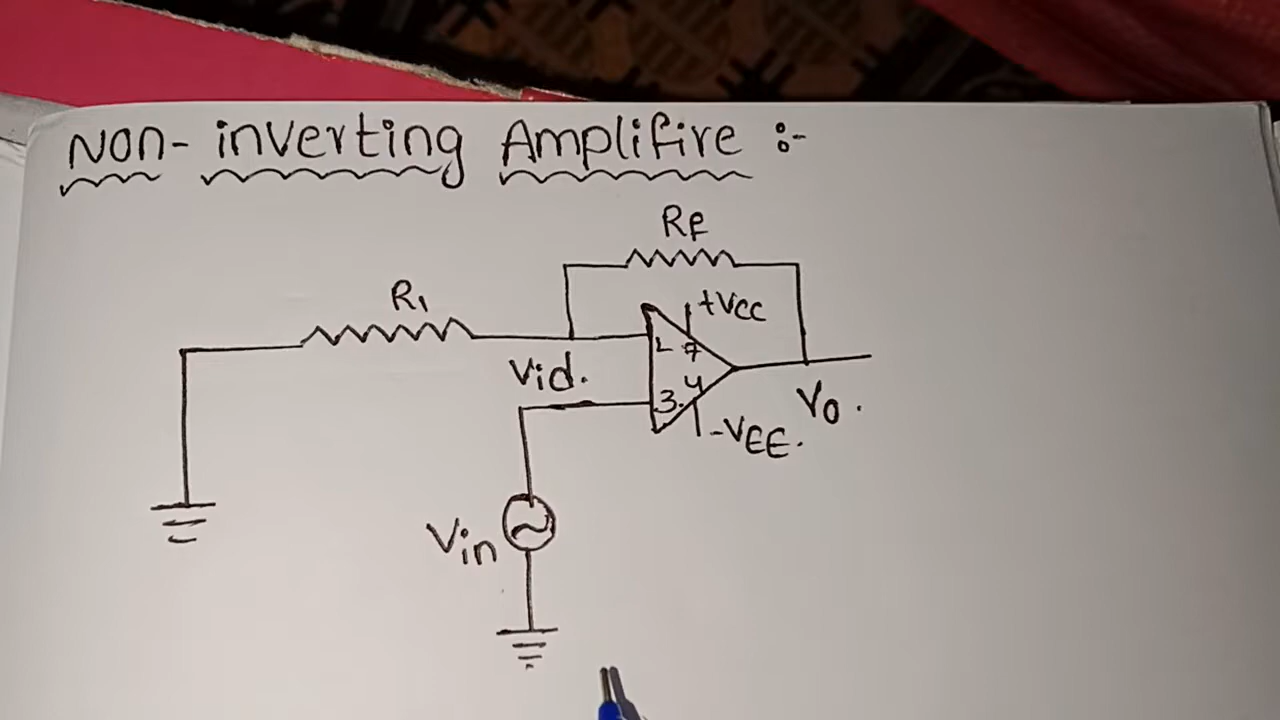 Non-inverting Amplifire :-
RF
R1
+VCC
2 7
Vid.
3. 4
Vo.
-VEE.
Vin